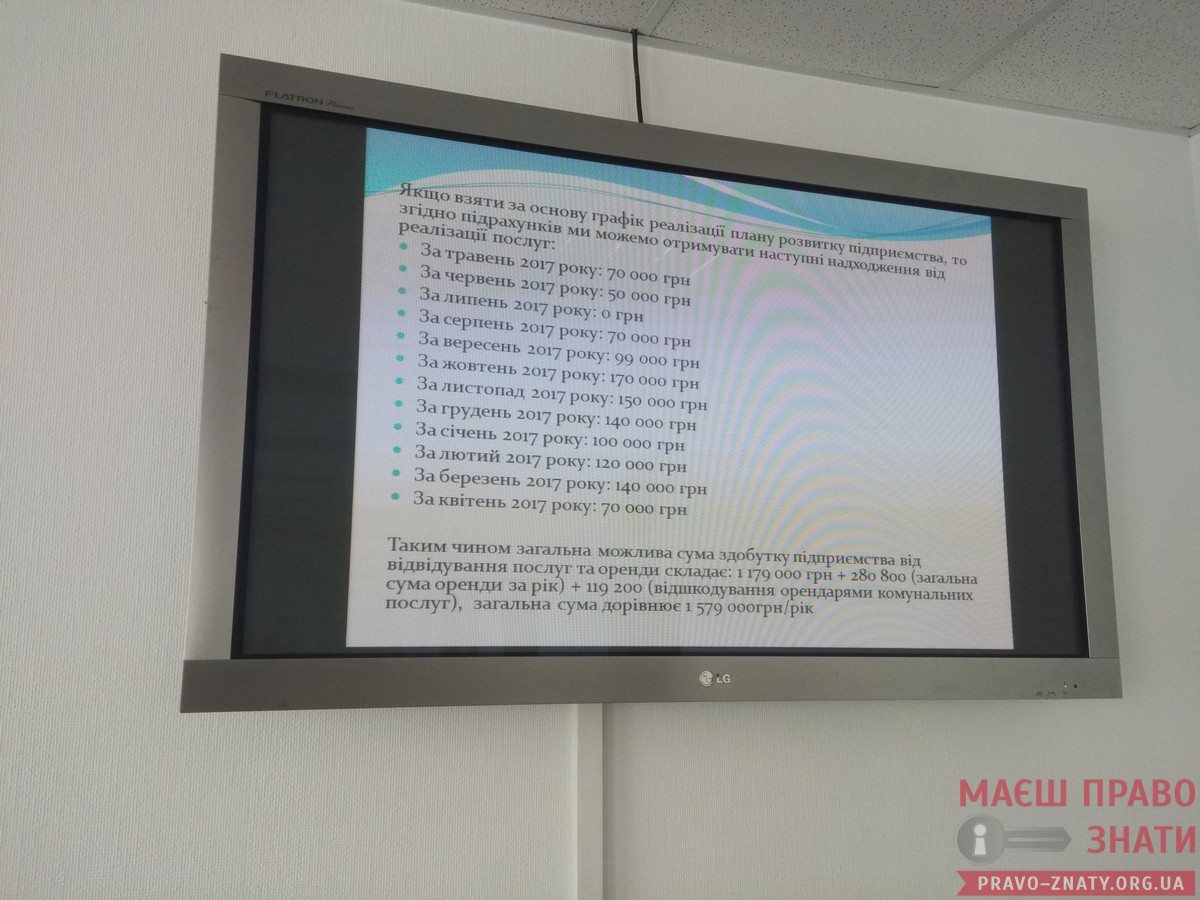 FLATRON
Якщо взяти за основу графік реалізації плану розвитку підприємства, то
згідно підрахунків ми можемо отримувати наступні надходження від
реалізації послуг:
За травень 2017 року: 70 000 грн
За червень 2017 року: 50 000 грн
За липень 2017 року: 0 грн
За серпень 2017 року: 70 000 грн
За вересень 2017 року: 99 000 грн
За жовтень 2017 року: 170 000 грн
За листопад 2017 року: 150 000 грн
За грудень 2017 року: 140 000 грн
За січень 2017 року: 100 000 грн
За лютий 2017 року: 120 000 грн
За березень 2017 року: 140 000 грн
За квітень 2017 року: 70 000 грн
Таким чином загальна можлива сума здобутку підприємства від
відвідування послуг та оренди складає: 1 179 000 грн + 280 800 (загальна
сума оренди за рік) + 119 200 (відшкодування орендарями комунальних
послуг), загальна сума дорівнює 1 579 000грн/рік
LG
МАЄШ ПРАВО
ЗНАТИ
PRAVO-ZNATY.ORG.UA